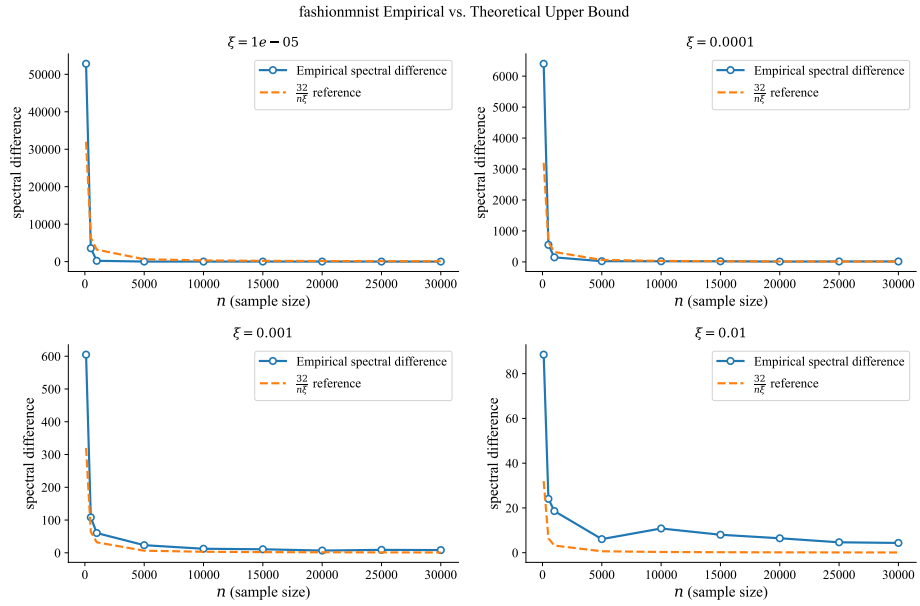 fashionmnist Empirical vs. Theoretical Upper Bound
ξ = 1e − 05
spectral difference
50000
40000
30000
20000
10000
0
Empirical spectral difference
32/nξ reference
0 5000 10000 15000 20000 25000 30000
n (sample size)
ξ = 0.0001
spectral difference
6000
5000
4000
3000
2000
1000
0
Empirical spectral difference
32/nξ reference
0 5000 10000 15000 20000 25000 30000
n (sample size)
ξ = 0.001
spectral difference
600
500
400
300
200
100
0
Empirical spectral difference
32/nξ reference
0 5000 10000 15000 20000 25000 30000
n (sample size)
ξ = 0.01
spectral difference
80
60
40
20
0
Empirical spectral difference
32/nξ reference
0 5000 10000 15000 20000 25000 30000
n (sample size)